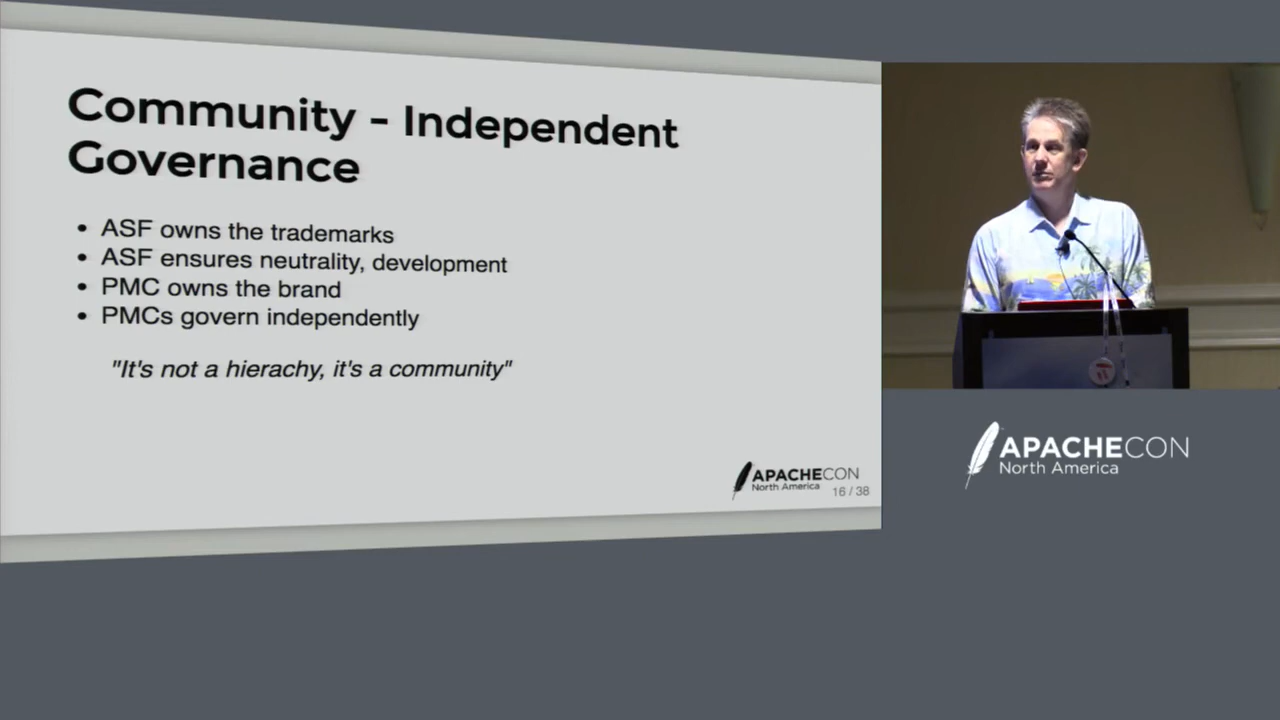 Community - Independent
Governance
• ASF owns the trademarks
• ASF ensures neutrality, development
• PMC owns the brand
• PMCs govern independently
"It's not a hierachy, it's a community"
APACHECON
North America
16 / 38
APACHECON
North America